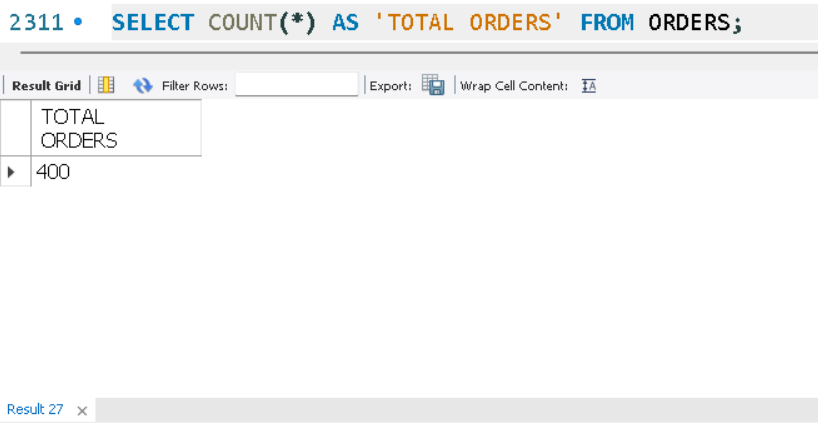 2311 SELECT COUNT(*) AS 'TOTAL ORDERS' FROM ORDERS;
Result Grid Filter Rows: Export: Wrap Cell Content:
TOTAL
ORDERS
400
Result 27